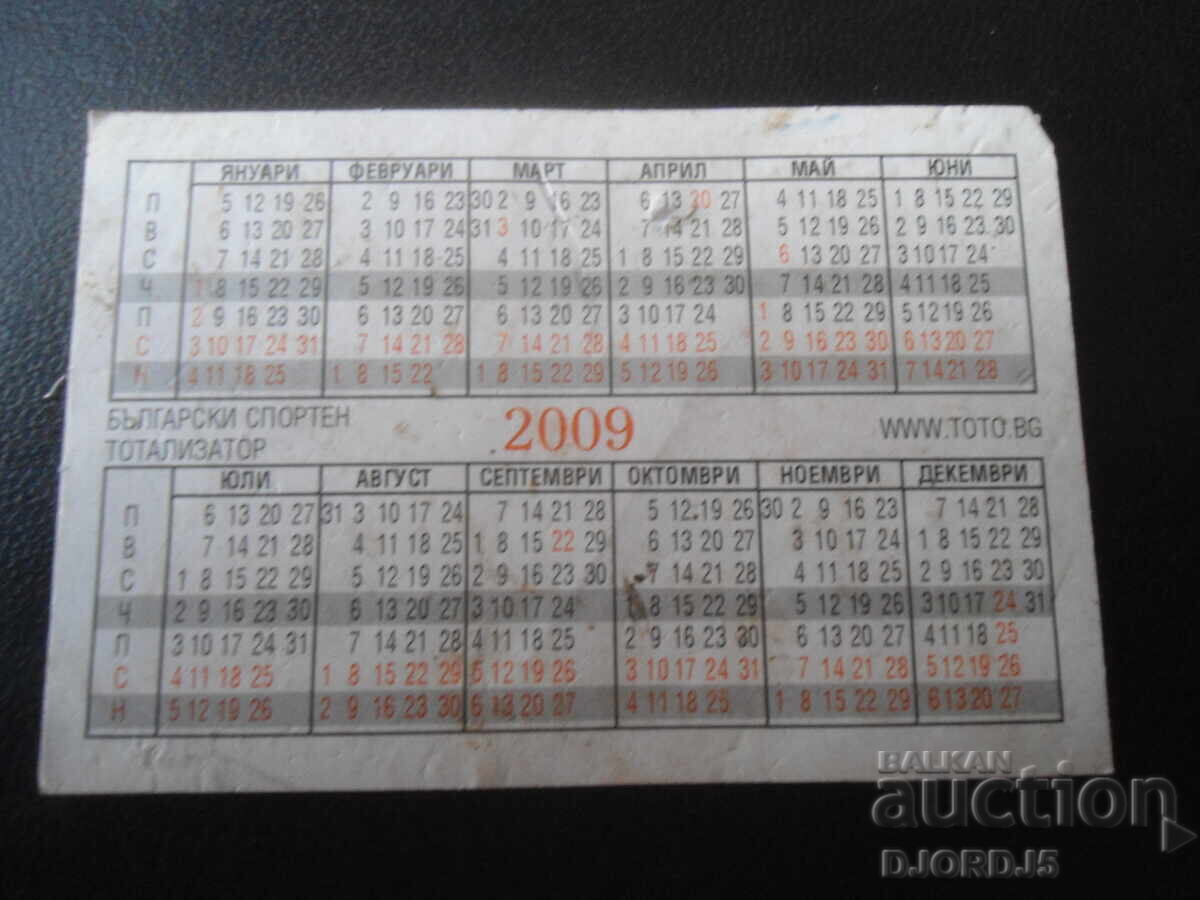 ЯНУАРИ ФЕВРУАРИ МАРТ АПРИЛ МАЙ ЮНИ
П 5 12 19 26 2 9 16 23 30 2 9 16 23 6 13 20 27 4 11 18 25 1 8 15 22 29
В 6 13 20 27 3 10 17 24 31 3 10 17 24 7 14 21 28 5 12 19 26 2 9 16 23 30
С 7 14 21 28 4 11 18 25 4 11 18 25 1 8 15 22 29 6 13 20 27 3 10 17 24
Ч 1 8 15 22 29 5 12 19 26 5 12 19 26 2 9 16 23 30 7 14 21 28 4 11 18 25
П 2 9 16 23 30 6 13 20 27 6 13 20 27 3 10 17 24 1 8 15 22 29 5 12 19 26
С 3 10 17 24 31 7 14 21 28 7 14 21 28 4 11 18 25 2 9 16 23 30 6 13 20 27
Н 4 11 18 25 1 8 15 22 1 8 15 22 29 5 12 19 26 3 10 17 24 31 7 14 21 28
БЪЛГАРСКИ СПОРТЕН
ТОТАЛИЗАТОР
2009
WWW.TOTO.BG
ЮЛИ АВГУСТ СЕПТЕМВРИ ОКТОМВРИ НОЕМВРИ ДЕКЕМВРИ
П 6 13 20 27 31 3 10 17 24 7 14 21 28 5 12 19 26 30 2 9 16 23 7 14 21 28
В 7 14 21 28 4 11 18 25 1 8 15 22 29 6 13 20 27 3 10 17 24 1 8 15 22 29
С 1 8 15 22 29 5 12 19 26 2 9 16 23 30 7 14 21 28 4 11 18 25 2 9 16 23 30
Ч 2 9 16 23 30 6 13 20 27 3 10 17 24 1 8 15 22 29 5 12 19 26 3 10 17 24 31
П 3 10 17 24 31 7 14 21 28 4 11 18 25 2 9 16 23 30 6 13 20 27 4 11 18 25
С 4 11 18 25 1 8 15 22 29 5 12 19 26 3 10 17 24 31 7 14 21 28 5 12 19 26
Н 5 12 19 26 2 9 16 23 30 6 13 20 27 4 11 18 25 1 8 15 22 29 6 13 20 27
BALKAN
auction
DJORDJ5